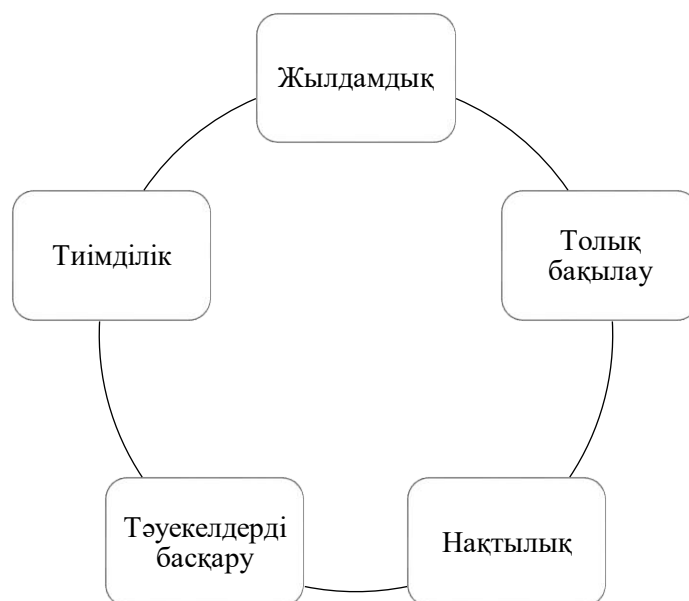 Жылдамдық
Толық
бақылау
Нақтылық
Тәуекелдерді
басқару
Тиімділік